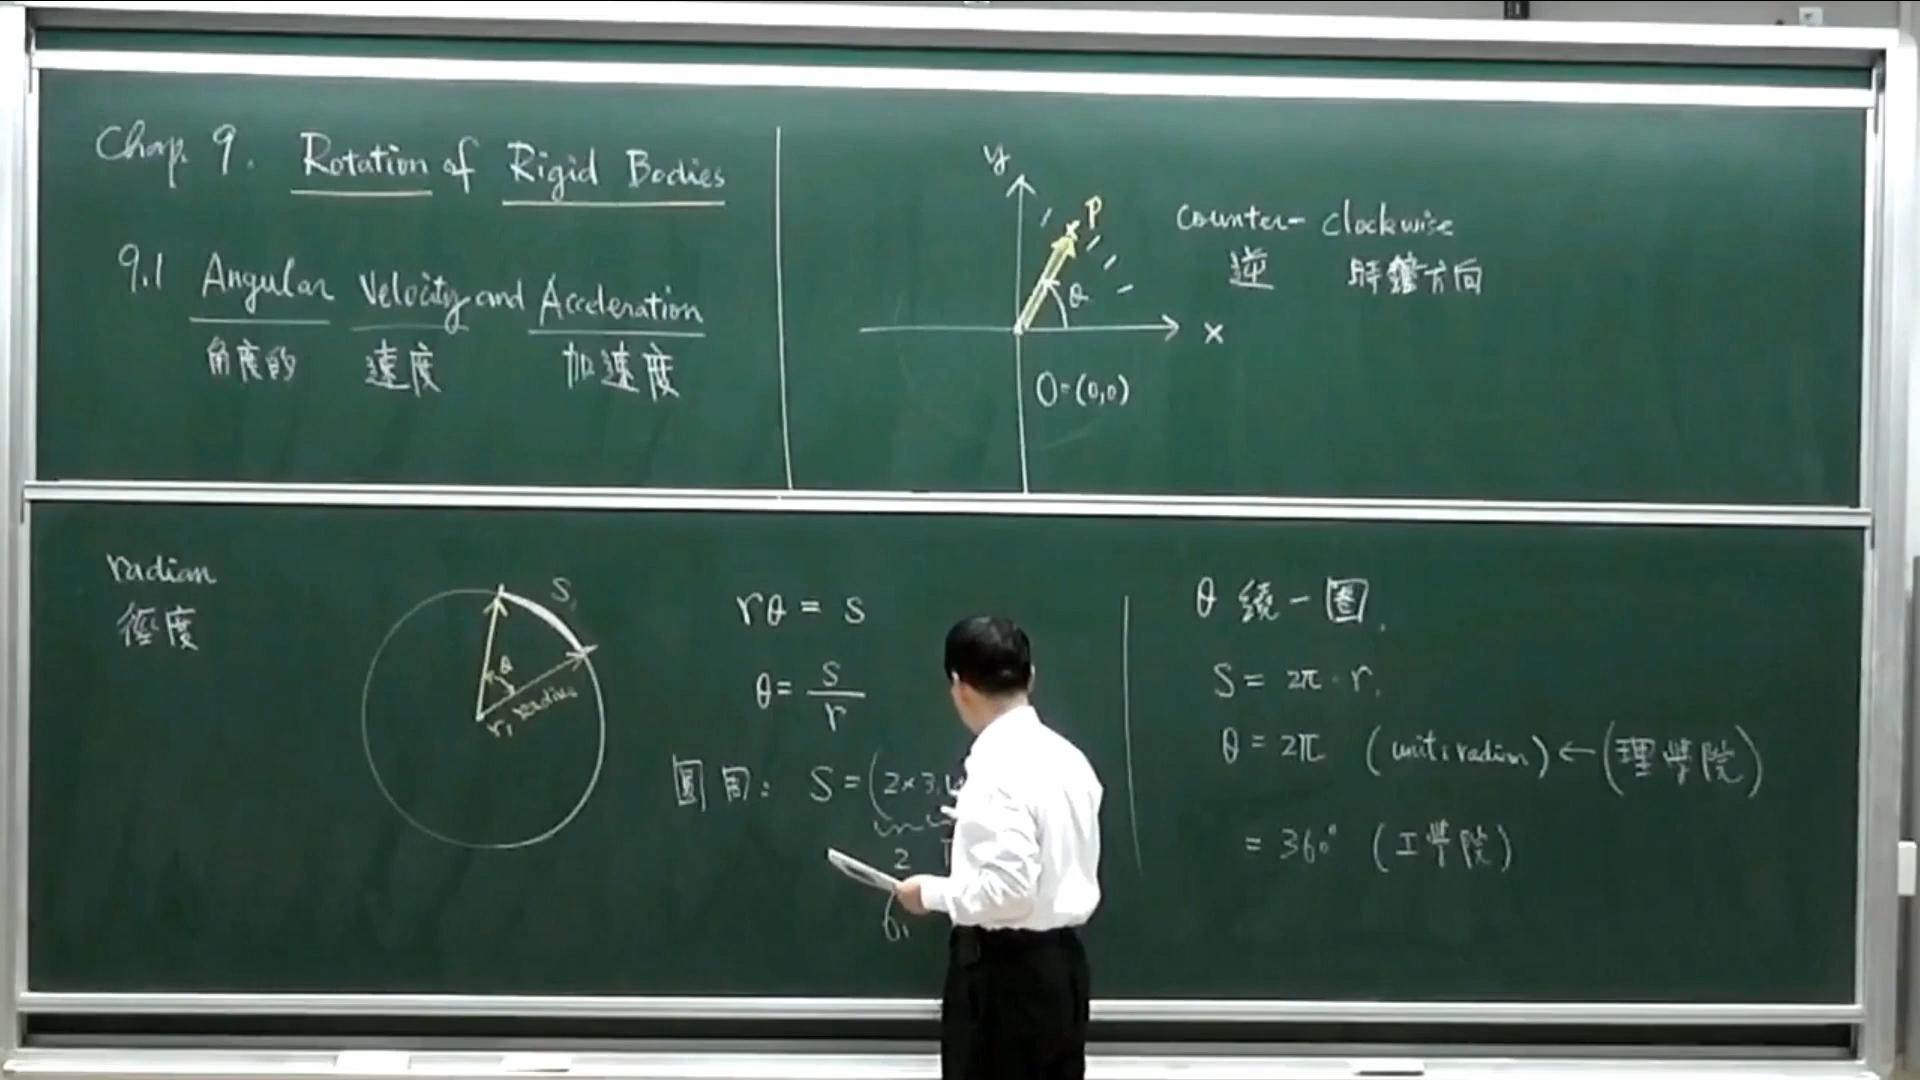 Chap. 9. Rotation of Rigid Bodies
9.1 Angular Velocity and Acceleration
角度的 速度 加速度
y
P
θ
x
O=(0,0)
counter-clockwise
逆 時鐘方向
radian
徑度
S
θ
r, radius
rθ = s
θ = s/r
圓周: S = (2×3.1
2
θ 繞一圈.
S = 2π·r.
θ = 2π (unit: radian) ← (理學院)
= 360° (工學院)